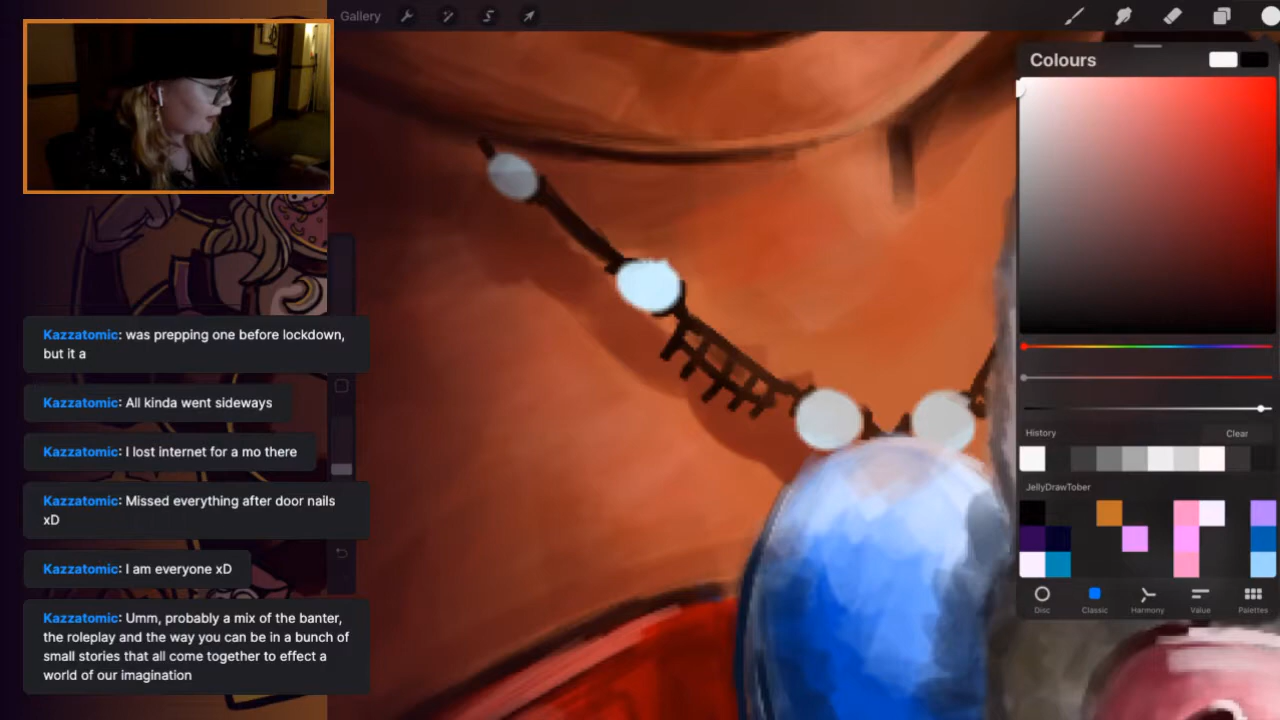 Gallery
Colours
Kazzatomic: was prepping one before lockdown,
but it a
Kazzatomic: All kinda went sideways
Kazzatomic: I lost internet for a mo there
Kazzatomic: Missed everything after door nails
xD
Kazzatomic: I am everyone xD
Kazzatomic: Umm, probably a mix of the banter,
the roleplay and the way you can be in a bunch of
small stories that all come together to effect a
world of our imagination
History
Clear
JellyDrawTober
Disc
Classic
Harmony
Value
Palettes